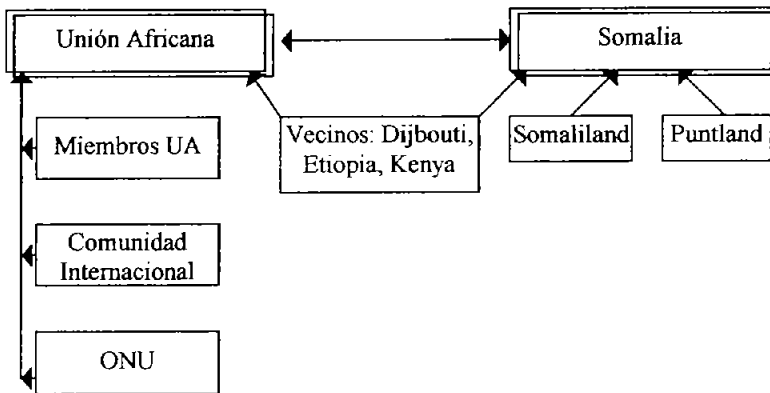 Unión Africana
Somalia
Miembros UA
Vecinos: Dijbouti,
Etiopia, Kenya
Somaliland
Puntland
Comunidad
Internacional
ONU